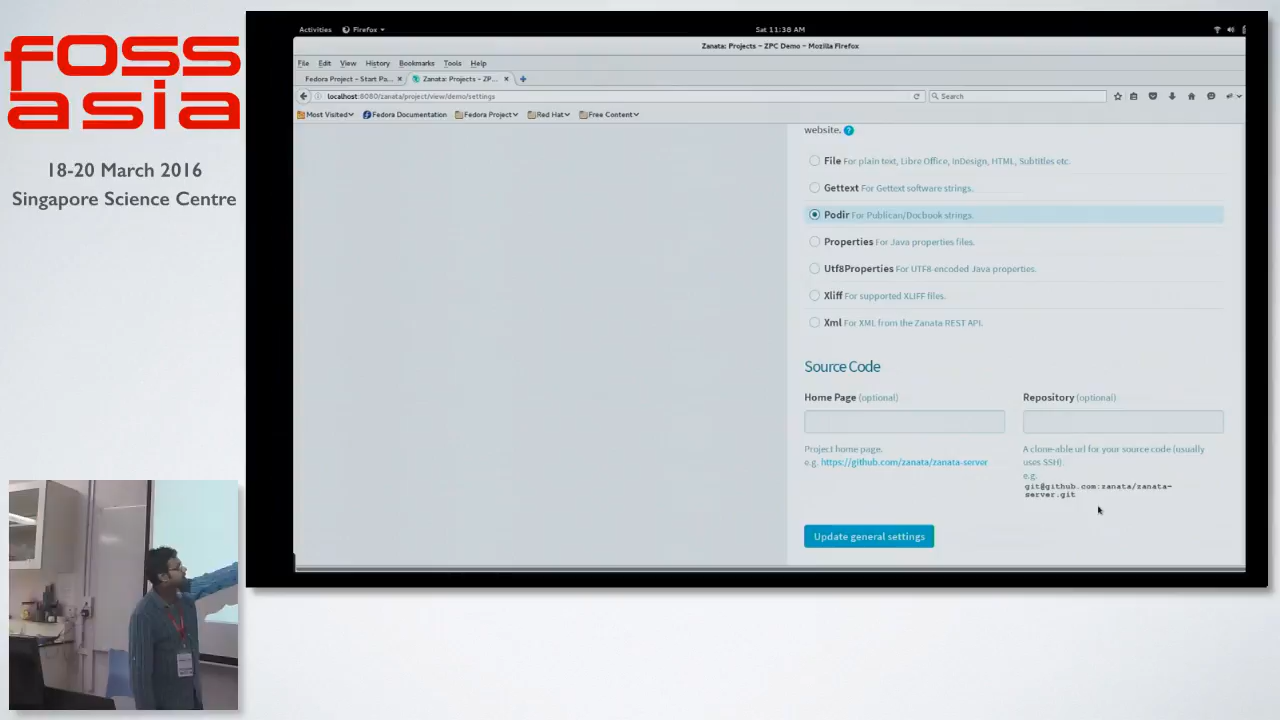 foss
asia
18-20 March 2016
Singapore Science Centre
Activities Firefox
Sat 11:38 AM
Zanata: Projects – ZPC Demo – Mozilla Firefox
File Edit View History Bookmarks Tools Help
Fedora Project – Start Pa... × Zanata: Projects – ZP... ×
localhost:8080/zanata/project/view/demo/settings
Search
Most Visited Fedora Documentation Fedora Project Red Hat Free Content
website. ?
File For plain text, Libre Office, InDesign, HTML, Subtitles etc.
Gettext For Gettext software strings.
Podir For Publican/Docbook strings.
Properties For Java properties files.
Utf8Properties For UTF8-encoded Java properties.
Xliff For supported XLIFF files.
Xml For XML from the Zanata REST API.
Source Code
Home Page (optional)
Project home page.
e.g. https://github.com/zanata/zanata-server
Repository (optional)
A clone-able url for your source code (usually
uses SSH).
e.g.
git@github.com:zanata/zanata-
server.git
Update general settings